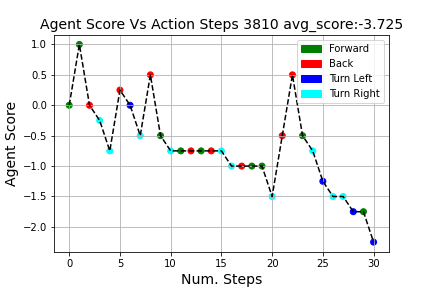 Agent Score Vs Action Steps 3810 avg_score:-3.725
Agent Score
1.0
0.5
0.0
−0.5
−1.0
−1.5
−2.0
Forward
Back
Turn Left
Turn Right
0
5
10
15
20
25
30
Num. Steps